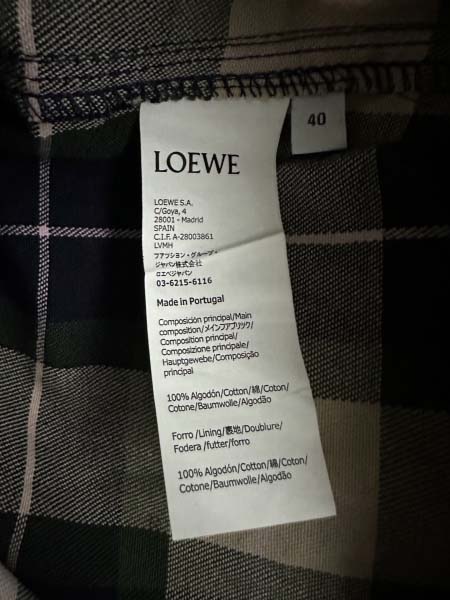 40
LOEWE
LOEWE S.A.
C/Goya, 4
28001 - Madrid
SPAIN
C.I.F. A-28003861
LVMH
ファッション・グループ・
ジャパン株式会社
ロエベジャパン
03-6215-6116
Made in Portugal
Composición principal/Main
composition/メインファブリック/
Composition principal/
Composizione principale/
Hauptgewebe/Composição
principal
100% Algodón/Cotton/綿/Coton/
Cotone/Baumwolle/Algodão
Forro/Lining/裏地/Doublure/
Fodera /futter/forro
100% Algodón/Cotton/綿/Coton/
Cotone/Baumwolle/Algodão